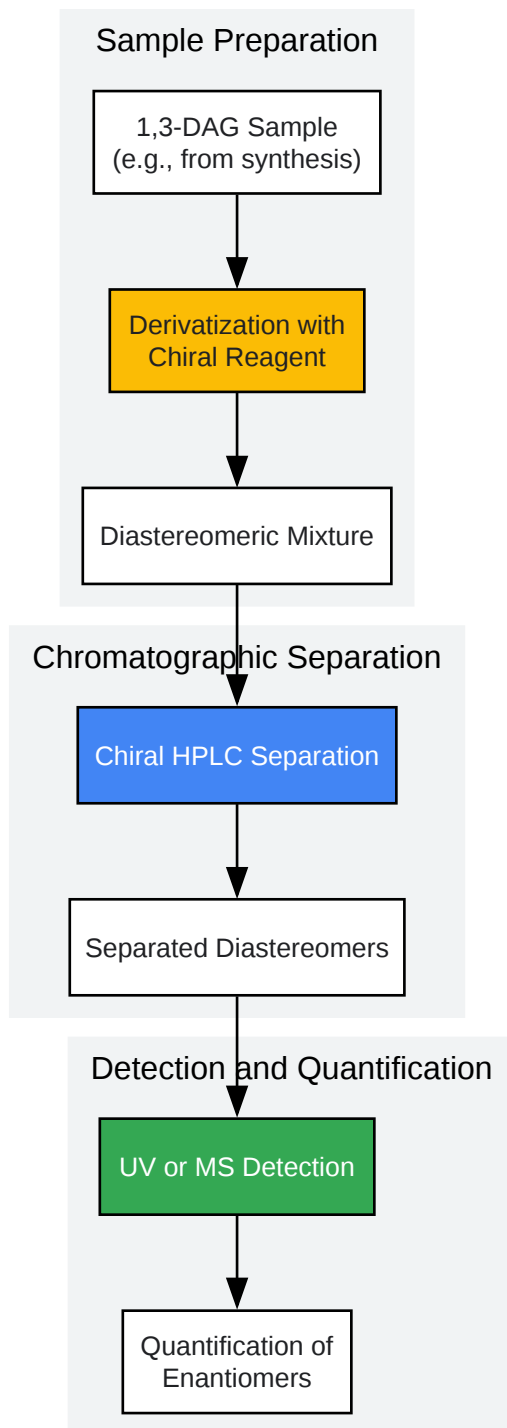 Sample Preparation
1,3-DAG Sample
(e.g., from synthesis)
Derivatization with
Chiral Reagent
Diastereomeric Mixture
Chromatographic Separation
Chiral HPLC Separation
Separated Diastereomers
Detection and Quantification
UV or MS Detection
Quantification of
Enantiomers